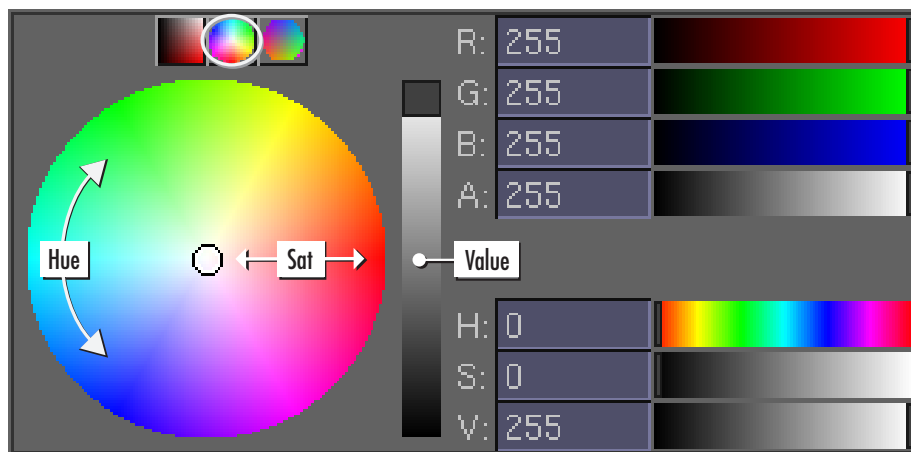 R: 255
G: 255
B: 255
A: 255
Hue
Sat
Value
H: 0
S: 0
V: 255